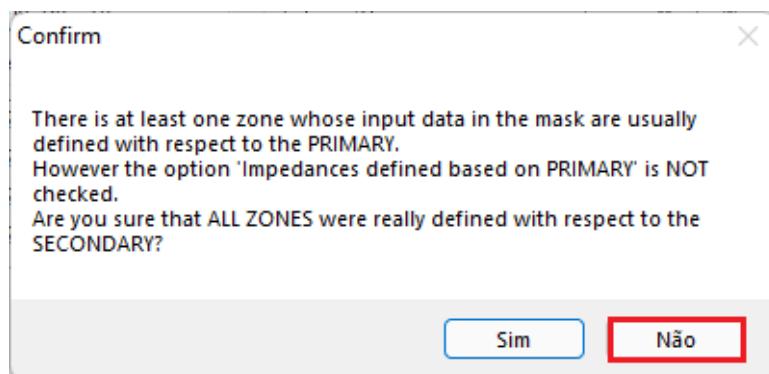 Confirm
There is at least one zone whose input data in the mask are usually
defined with respect to the PRIMARY.
However the option 'Impedances defined based on PRIMARY' is NOT
checked.
Are you sure that ALL ZONES were really defined with respect to the
SECONDARY?
Sim
Não